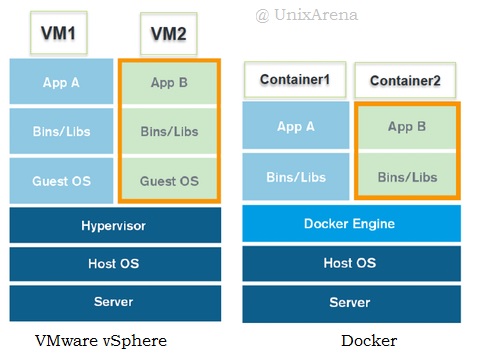 @ UnixArena
VM1 VM2
App A App B
Bins/Libs Bins/Libs
Guest OS Guest OS
Hypervisor
Host OS
Server
VMware vSphere
Container1 Container2
App A App B
Bins/Libs Bins/Libs
Docker Engine
Host OS
Server
Docker